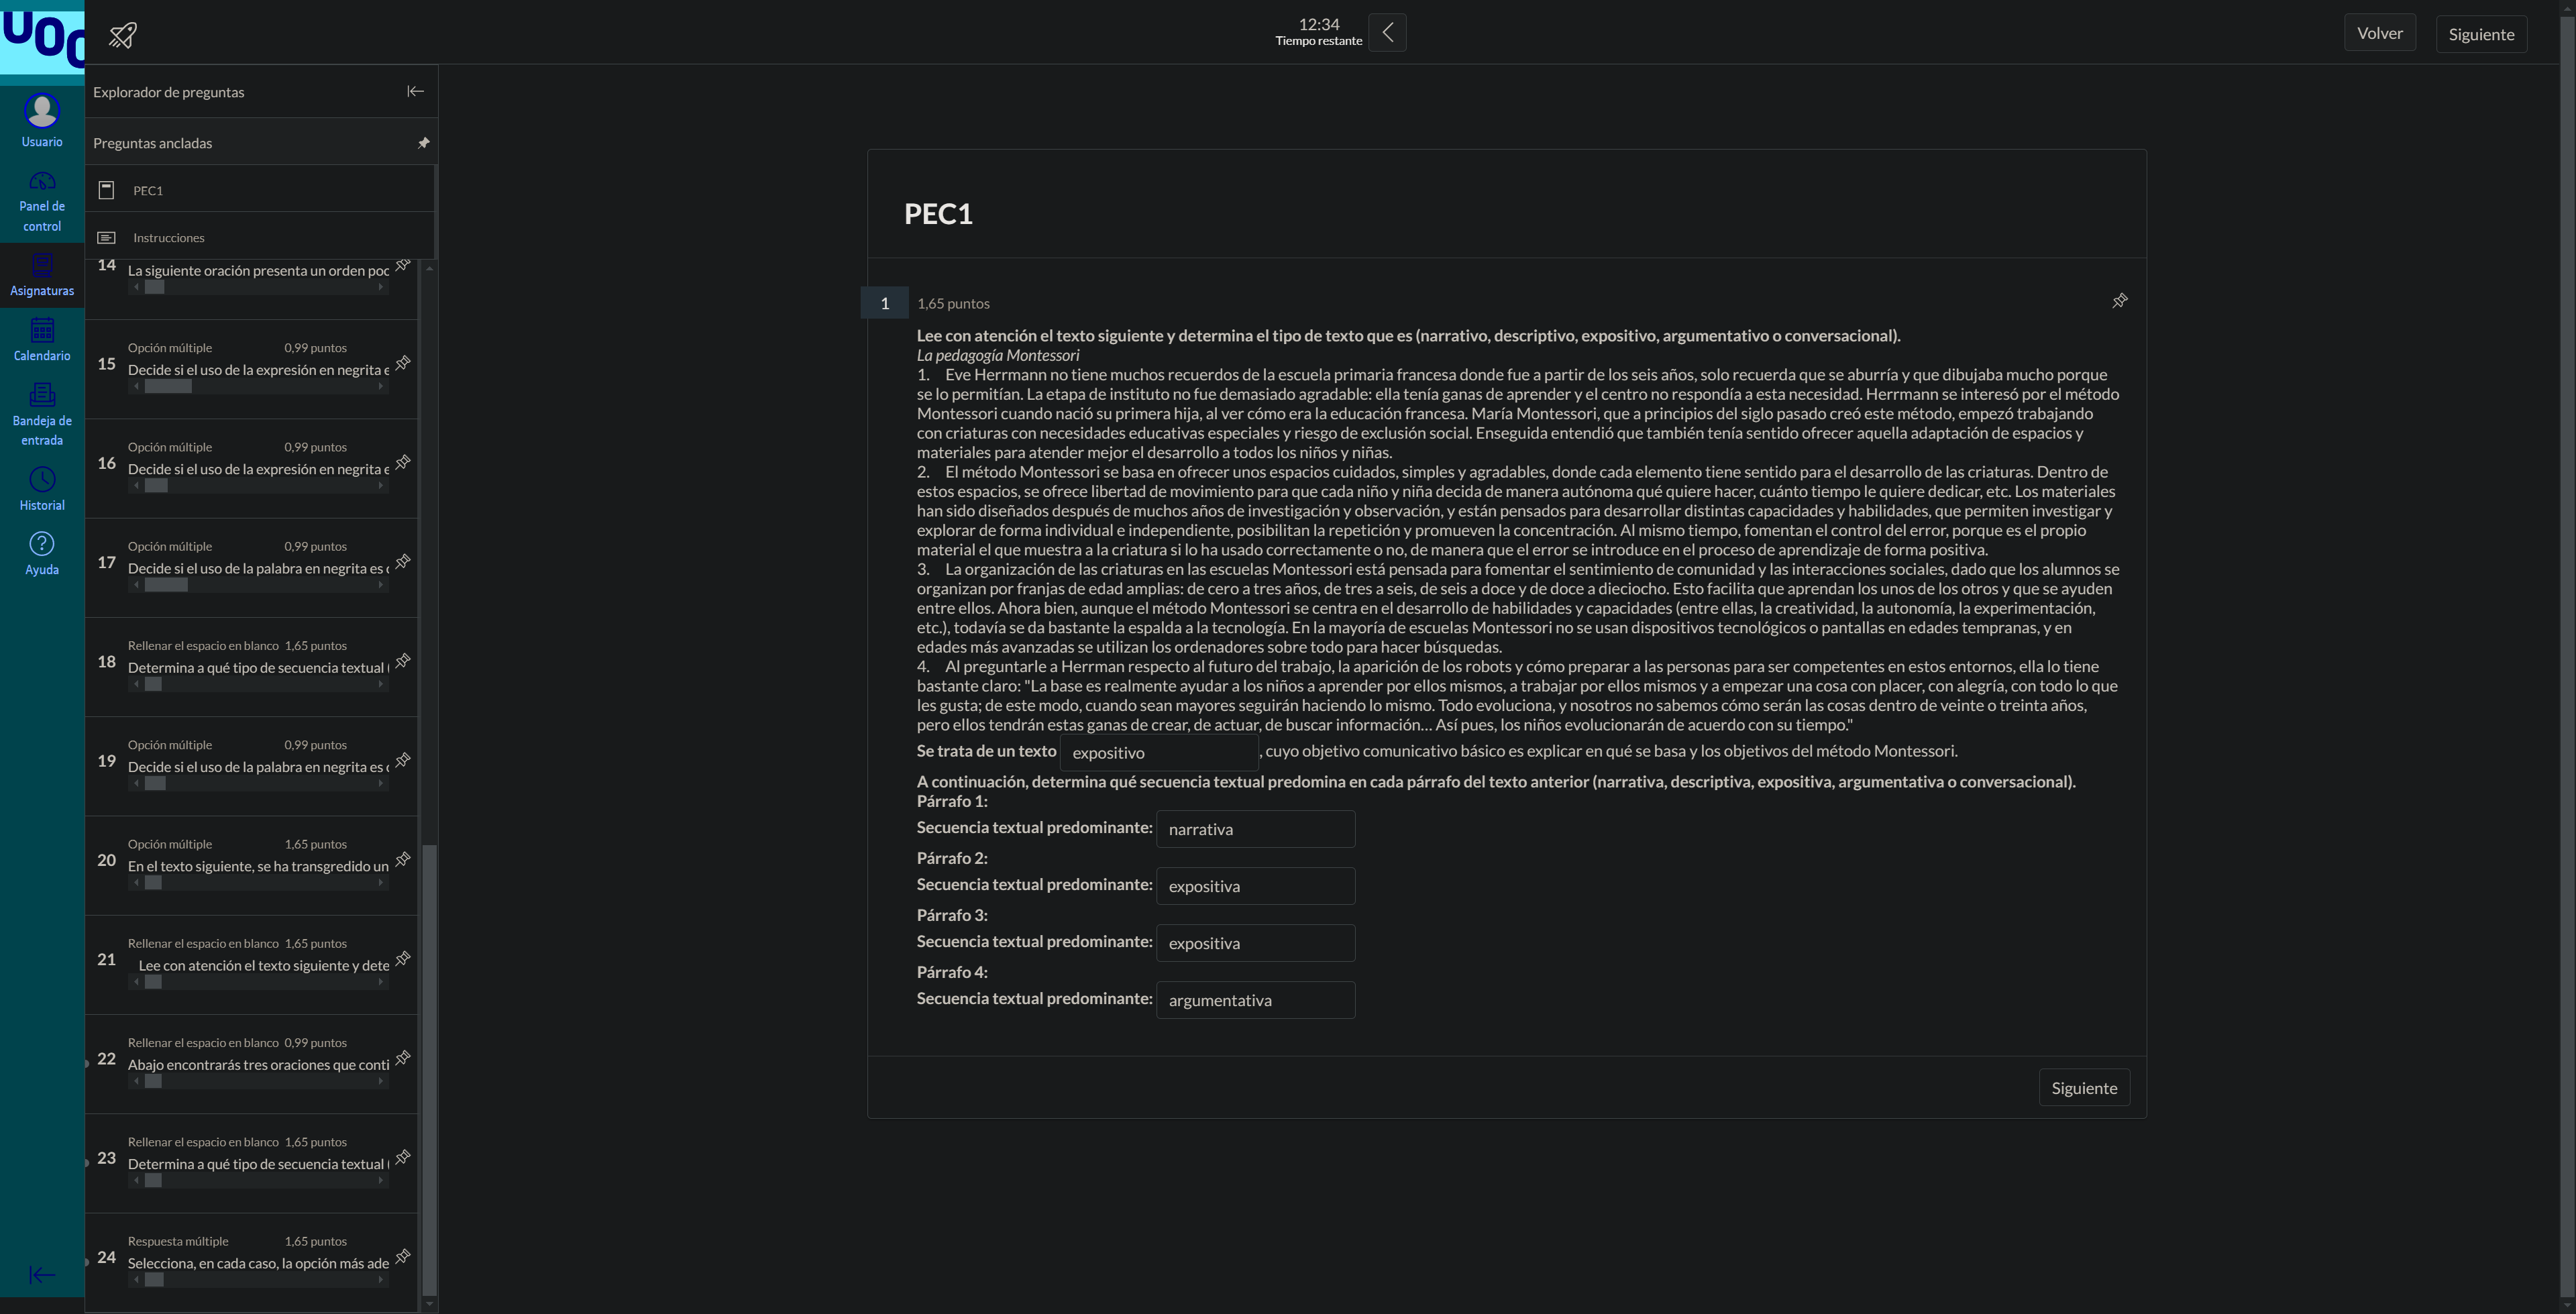 UOC
12:34
Tiempo restante
Volver
Siguiente
Usuario
Panel de
control
Asignaturas
Calendario
Bandeja de
entrada
Historial
Ayuda
Explorador de preguntas
Preguntas ancladas
PEC1
Instrucciones
14
La siguiente oración presenta un orden poc
Opción múltiple 0,99 puntos
15
Decide si el uso de la expresión en negrita e
Opción múltiple 0,99 puntos
16
Decide si el uso de la expresión en negrita e
Opción múltiple 0,99 puntos
17
Decide si el uso de la palabra en negrita es c
Rellenar el espacio en blanco 1,65 puntos
18
Determina a qué tipo de secuencia textual (
Opción múltiple 0,99 puntos
19
Decide si el uso de la palabra en negrita es c
Opción múltiple 1,65 puntos
20
En el texto siguiente, se ha transgredido un
Rellenar el espacio en blanco 1,65 puntos
21
Lee con atención el texto siguiente y dete
Rellenar el espacio en blanco 0,99 puntos
22
Abajo encontrarás tres oraciones que conti
Rellenar el espacio en blanco 1,65 puntos
23
Determina a qué tipo de secuencia textual (
Respuesta múltiple 1,65 puntos
24
Selecciona, en cada caso, la opción más ade
PEC1
1 1,65 puntos
Lee con atención el texto siguiente y determina el tipo de texto que es (narrativo, descriptivo, expositivo, argumentativo o conversacional).
La pedagogía Montessori
1. Eve Herrmann no tiene muchos recuerdos de la escuela primaria francesa donde fue a partir de los seis años, solo recuerda que se aburría y que dibujaba mucho porque
se lo permitían. La etapa de instituto no fue demasiado agradable: ella tenía ganas de aprender y el centro no respondía a esta necesidad. Herrmann se interesó por el método
Montessori cuando nació su primera hija, al ver cómo era la educación francesa. María Montessori, que a principios del siglo pasado creó este método, empezó trabajando
con criaturas con necesidades educativas especiales y riesgo de exclusión social. Enseguida entendió que también tenía sentido ofrecer aquella adaptación de espacios y
materiales para atender mejor el desarrollo a todos los niños y niñas.
2. El método Montessori se basa en ofrecer unos espacios cuidados, simples y agradables, donde cada elemento tiene sentido para el desarrollo de las criaturas. Dentro de
estos espacios, se ofrece libertad de movimiento para que cada niño y niña decida de manera autónoma qué quiere hacer, cuánto tiempo le quiere dedicar, etc. Los materiales
han sido diseñados después de muchos años de investigación y observación, y están pensados para desarrollar distintas capacidades y habilidades, que permiten investigar y
explorar de forma individual e independiente, posibilitan la repetición y promueven la concentración. Al mismo tiempo, fomentan el control del error, porque es el propio
material el que muestra a la criatura si lo ha usado correctamente o no, de manera que el error se introduce en el proceso de aprendizaje de forma positiva.
3. La organización de las criaturas en las escuelas Montessori está pensada para fomentar el sentimiento de comunidad y las interacciones sociales, dado que los alumnos se
organizan por franjas de edad amplias: de cero a tres años, de tres a seis, de seis a doce y de doce a dieciocho. Esto facilita que aprendan los unos de los otros y que se ayuden
entre ellos. Ahora bien, aunque el método Montessori se centra en el desarrollo de habilidades y capacidades (entre ellas, la creatividad, la autonomía, la experimentación,
etc.), todavía se da bastante la espalda a la tecnología. En la mayoría de escuelas Montessori no se usan dispositivos tecnológicos o pantallas en edades tempranas, y en
edades más avanzadas se utilizan los ordenadores sobre todo para hacer búsquedas.
4. Al preguntarle a Herrman respecto al futuro del trabajo, la aparición de los robots y cómo preparar a las personas para ser competentes en estos entornos, ella lo tiene
bastante claro: "La base es realmente ayudar a los niños a aprender por ellos mismos, a trabajar por ellos mismos y a empezar una cosa con placer, con alegría, con todo lo que
les gusta; de este modo, cuando sean mayores seguirán haciendo lo mismo. Todo evoluciona, y nosotros no sabemos cómo serán las cosas dentro de veinte o treinta años,
pero ellos tendrán estas ganas de crear, de actuar, de buscar información... Así pues, los niños evolucionarán de acuerdo con su tiempo."
Se trata de un texto expositivo , cuyo objetivo comunicativo básico es explicar en qué se basa y los objetivos del método Montessori.
A continuación, determina qué secuencia textual predomina en cada párrafo del texto anterior (narrativa, descriptiva, expositiva, argumentativa o conversacional).
Párrafo 1:
Secuencia textual predominante: narrativa
Párrafo 2:
Secuencia textual predominante: expositiva
Párrafo 3:
Secuencia textual predominante: expositiva
Párrafo 4:
Secuencia textual predominante: argumentativa
Siguiente